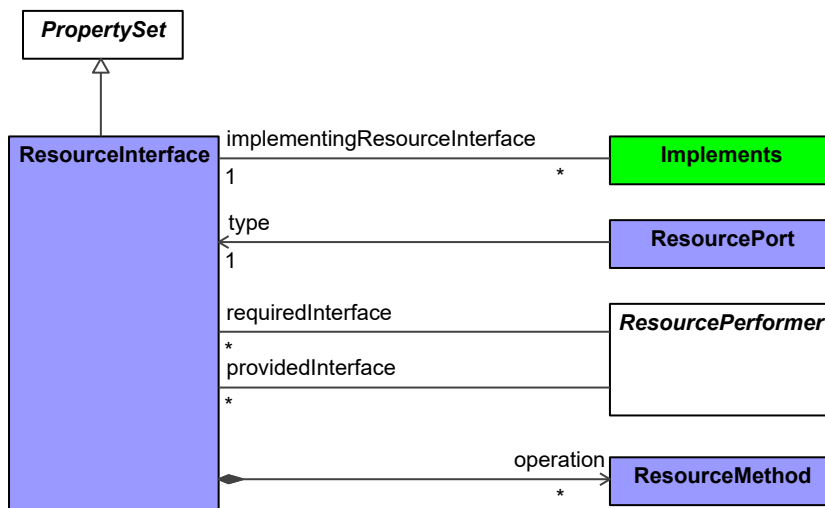 PropertySet
ResourceInterface
implementingResourceInterface
1
*
Implements
type
1
ResourcePort
requiredInterface
*
ResourcePerformer
providedInterface
*
operation
*
ResourceMethod